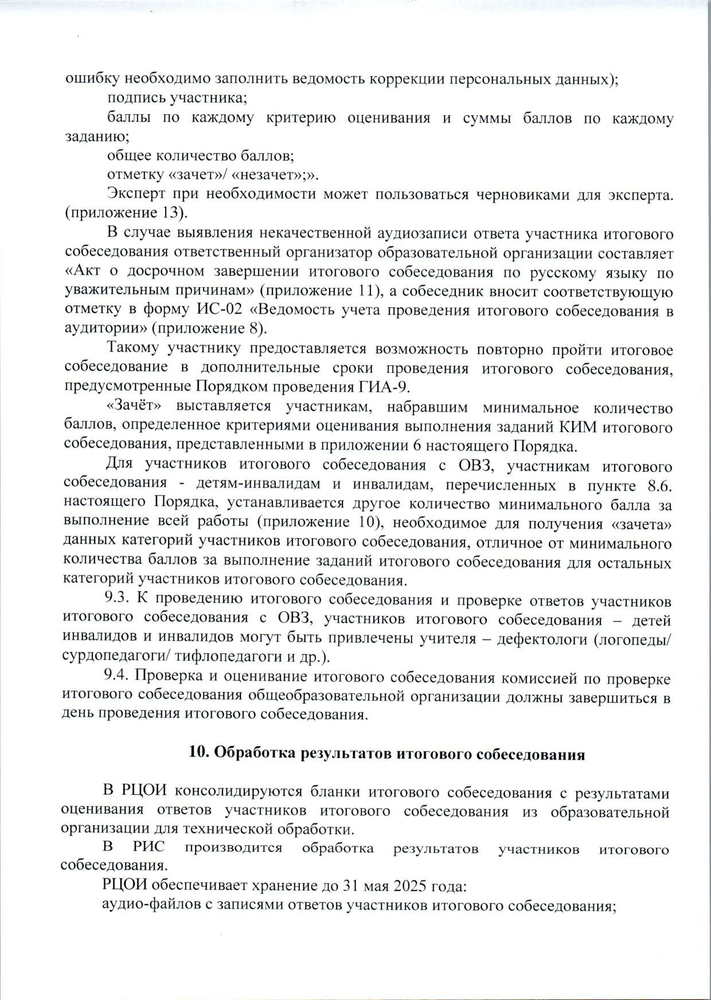 ошибку необходимо заполнить ведомость коррекции персональных данных);
подпись участника;
баллы по каждому критерию оценивания и суммы баллов по каждому
заданию;
общее количество баллов;
отметку «зачет»/ «незачет»;».
Эксперт при необходимости может пользоваться черновиками для эксперта.
(приложение 13).
В случае выявления некачественной аудиозаписи ответа участника итогового
собеседования ответственный организатор образовательной организации составляет
«Акт о досрочном завершении итогового собеседования по русскому языку по
уважительным причинам» (приложение 11), а собеседник вносит соответствующую
отметку в форму ИС-02 «Ведомость учета проведения итогового собеседования в
аудитории» (приложение 8).
Такому участнику предоставляется возможность повторно пройти итоговое
собеседование в дополнительные сроки проведения итогового собеседования,
предусмотренные Порядком проведения ГИА-9.
«Зачёт» выставляется участникам, набравшим минимальное количество
баллов, определенное критериями оценивания выполнения заданий КИМ итогового
собеседования, представленными в приложении 6 настоящего Порядка.
Для участников итогового собеседования с ОВЗ, участникам итогового
собеседования - детям-инвалидам и инвалидам, перечисленных в пункте 8.6.
настоящего Порядка, устанавливается другое количество минимального балла за
выполнение всей работы (приложение 10), необходимое для получения «зачета»
данных категорий участников итогового собеседования, отличное от минимального
количества баллов за выполнение заданий итогового собеседования для остальных
категорий участников итогового собеседования.
9.3. К проведению итогового собеседования и проверке ответов участников
итогового собеседования с ОВЗ, участников итогового собеседования – детей
инвалидов и инвалидов могут быть привлечены учителя – дефектологи (логопеды/
сурдопедагоги/ тифлопедагоги и др.).
9.4. Проверка и оценивание итогового собеседования комиссией по проверке
итогового собеседования общеобразовательной организации должны завершиться в
день проведения итогового собеседования.
10. Обработка результатов итогового собеседования
В РЦОИ консолидируются бланки итогового собеседования с результатами
оценивания ответов участников итогового собеседования из образовательной
организации для технической обработки.
В РИС производится обработка результатов участников итогового
собеседования.
РЦОИ обеспечивает хранение до 31 мая 2025 года:
аудио-файлов с записями ответов участников итогового собеседования;